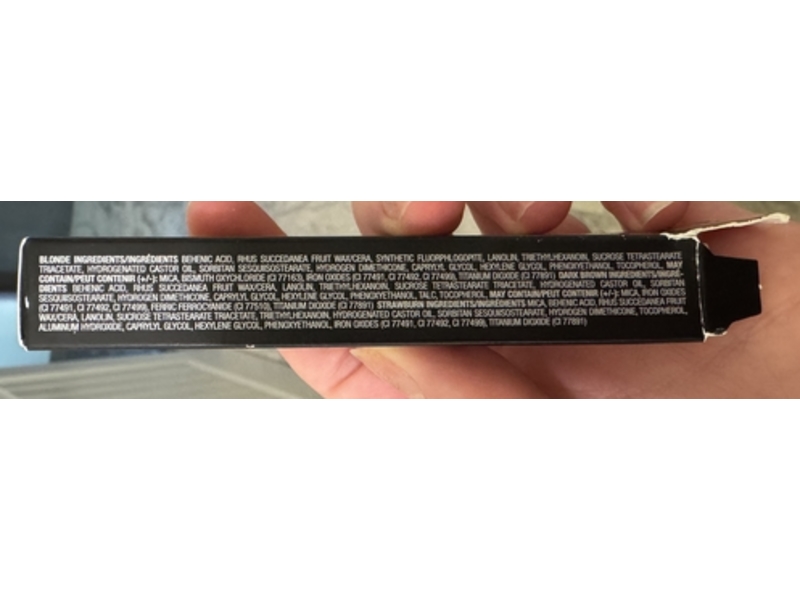 BLONDE INGREDIENTS/INGRÉDIENTS BEHENIC ACID, RHUS SUCCEDANEA FRUIT WAX/CERA, SYNTHETIC FLUORPHLOGOPITE, LANOLIN, TRIETHYLHEXANOIN, SUCROSE TETRASTEARATE
TRIACETATE, HYDROGENATED CASTOR OIL, SORBITAN SESQUIISOSTEARATE, HYDROGEN DIMETHICONE, CAPRYLYL GLYCOL, HEXYLENE GLYCOL, PHENOXYETHANOL, TOCOPHEROL, MAY
CONTAIN/PEUT CONTENIR (+/-): MICA, BISMUTH OXYCHLORIDE (CI 77163), IRON OXIDES (CI 77491, CI 77492, CI 77499), TITANIUM DIOXIDE (CI 77891) DARK BROWN INGREDIENTS/INGRÉ-
DIENTS BEHENIC ACID, RHUS SUCCEDANEA FRUIT WAX/CERA, LANOLIN, TRIETHYLHEXANOIN, SUCROSE TETRASTEARATE TRIACETATE, HYDROGENATED CASTOR OIL, SORBITAN
SESQUIISOSTEARATE, HYDROGEN DIMETHICONE, CAPRYLYL GLYCOL, HEXYLENE GLYCOL, PHENOXYETHANOL, TALC, TOCOPHEROL, MAY CONTAIN/PEUT CONTENIR (+/-): MICA, IRON OXIDES
(CI 77491, CI 77492, CI 77499), FERRIC FERROCYANIDE (CI 77510), TITANIUM DIOXIDE (CI 77891) STRAWBURN INGREDIENTS/INGRÉDIENTS MICA, BEHENIC ACID, RHUS SUCCEDANEA FRUIT
WAX/CERA, LANOLIN, SUCROSE TETRASTEARATE TRIACETATE, TRIETHYLHEXANOIN, HYDROGENATED CASTOR OIL, SORBITAN SESQUIISOSTEARATE, HYDROGEN DIMETHICONE, TOCOPHEROL,
ALUMINUM HYDROXIDE, CAPRYLYL GLYCOL, HEXYLENE GLYCOL, PHENOXYETHANOL, IRON OXIDES (CI 77491, CI 77492, CI 77499), TITANIUM DIOXIDE (CI 77891)